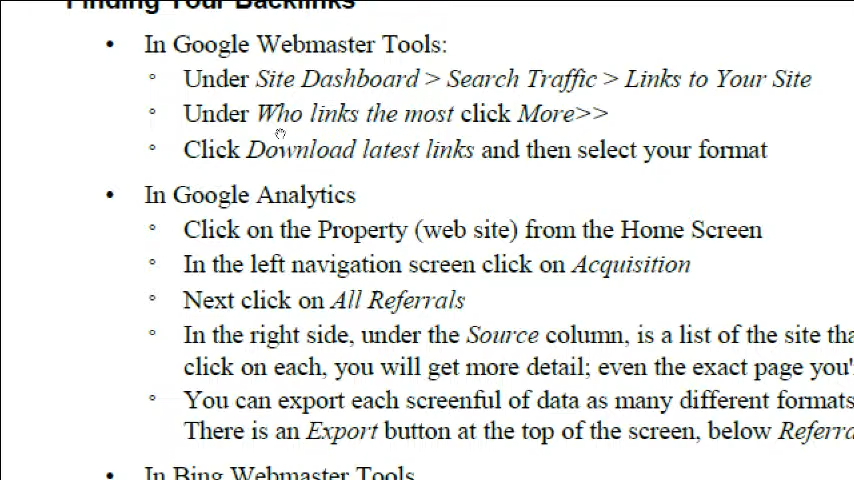 Finding Your Backlinks
• In Google Webmaster Tools:
◦ Under Site Dashboard > Search Traffic > Links to Your Site
◦ Under Who links the most click More>>
◦ Click Download latest links and then select your format
• In Google Analytics
◦ Click on the Property (web site) from the Home Screen
◦ In the left navigation screen click on Acquisition
◦ Next click on All Referrals
◦ In the right side, under the Source column, is a list of the site
click on each, you will get more detail; even the exact page
◦ You can export each screenful of data as many different formats
There is an Export button at the top of the screen, below
• In Bing Webmaster Tools